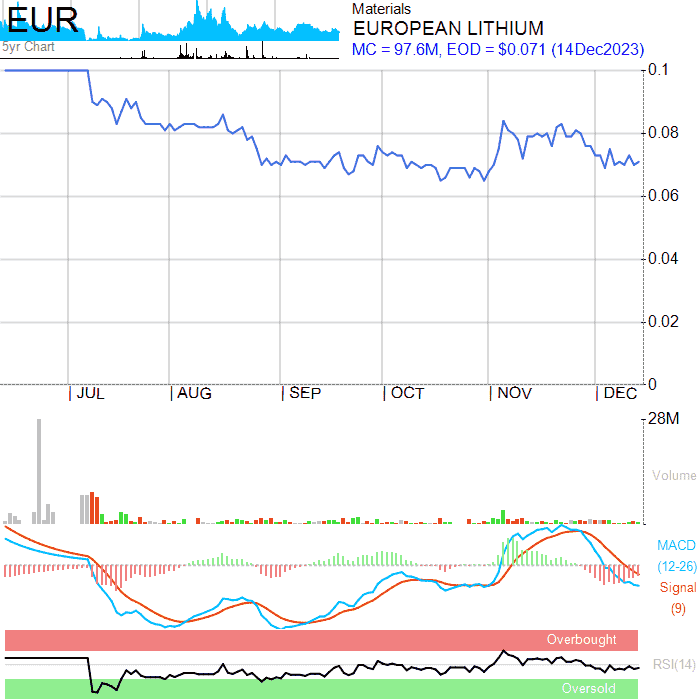 EUR
5yr Chart
Materials
EUROPEAN LITHIUM
MC = 97.6M, EOD = $0.071 (14Dec2023)
0.1
0.08
0.06
0.04
0.02
0
JUL AUG SEP OCT NOV DEC
28M
Volume
MACD
(12-26)
Signal
(9)
Overbought
RSI(14)
Oversold